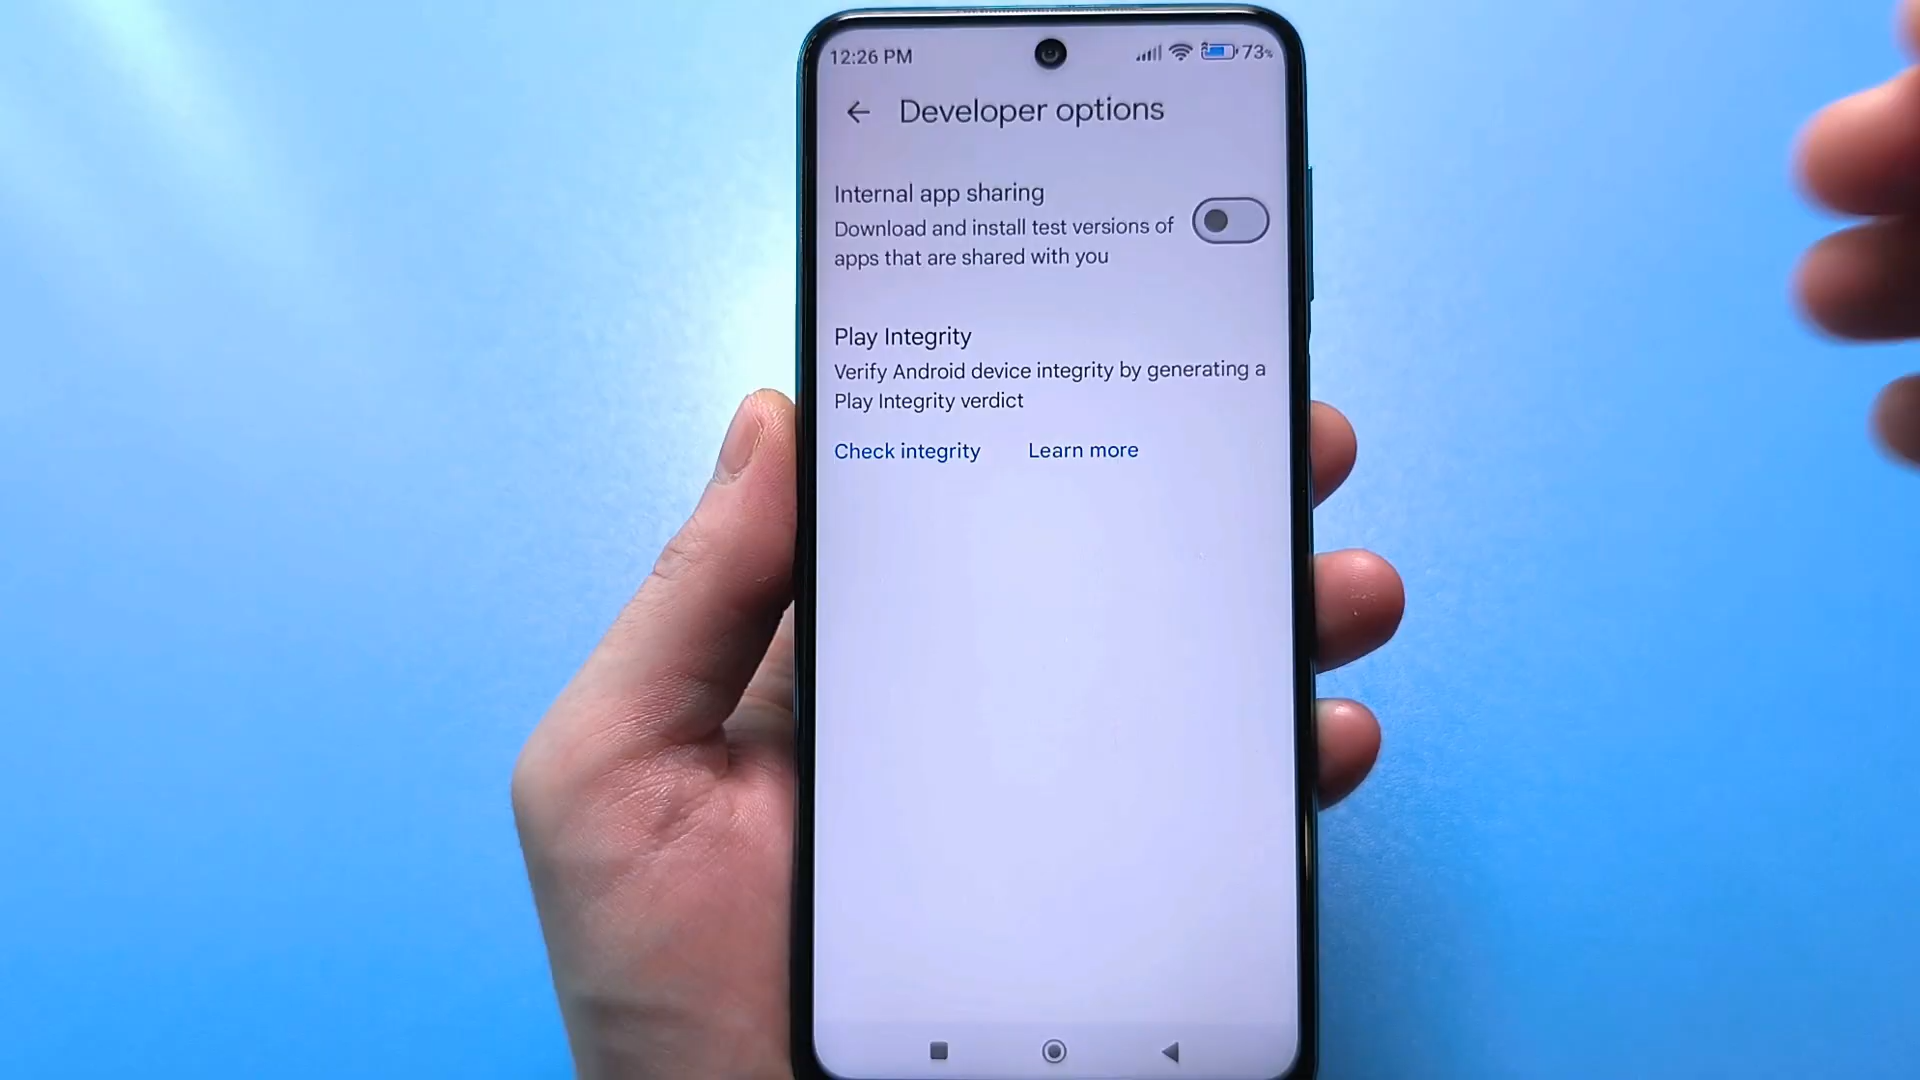 12:26 PM
73%
Developer options
Internal app sharing
Download and install test versions of
apps that are shared with you
Play Integrity
Verify Android device integrity by generating a
Play Integrity verdict
Check integrity Learn more